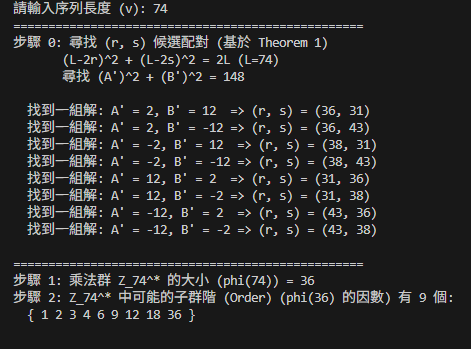 請輸入序列長度 (v): 74
==================================================
步驟 0: 尋找 (r, s) 候選配對 (基於 Theorem 1)
(L-2r)^2 + (L-2s)^2 = 2L (L=74)
尋找 (A')^2 + (B')^2 = 148
找到一組解: A' = 2, B' = 12  => (r, s) = (36, 31)
找到一組解: A' = 2, B' = -12 => (r, s) = (36, 43)
找到一組解: A' = -2, B' = 12  => (r, s) = (38, 31)
找到一組解: A' = -2, B' = -12 => (r, s) = (38, 43)
找到一組解: A' = 12, B' = 2  => (r, s) = (31, 36)
找到一組解: A' = 12, B' = -2 => (r, s) = (31, 38)
找到一組解: A' = -12, B' = 2  => (r, s) = (43, 36)
找到一組解: A' = -12, B' = -2 => (r, s) = (43, 38)
==================================================
步驟 1: 乘法群 Z_74^* 的大小 (phi(74)) = 36
步驟 2: Z_74^* 中可能的子群階 (Order) (phi(36) 的因數) 有 9 個:
{ 1 2 3 4 6 9 12 18 36 }